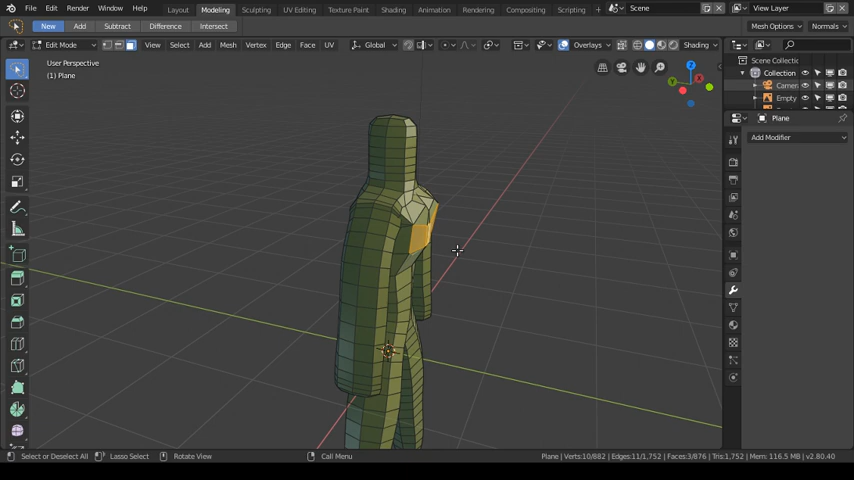 File Edit Render Window Help Layout Modeling Sculpting UV Editing Texture Paint Shading Animation Rendering Compositing Scripting + Scene View Layer
New Add Subtract Difference Intersect Mesh Options Normals
Edit Mode View Select Add Mesh Vertex Edge Face UV Global Overlays Shading
User Perspective
(1) Plane
Scene Collectic
Collection
Camer
Empty
Plane
Add Modifier
Select or Deselect All Lasso Select Rotate View Call Menu Plane | Verts:10/882 | Edges:11/1,752 | Faces:3/876 | Tris:1,752 | Mem: 116.5 MB | v2.80.40